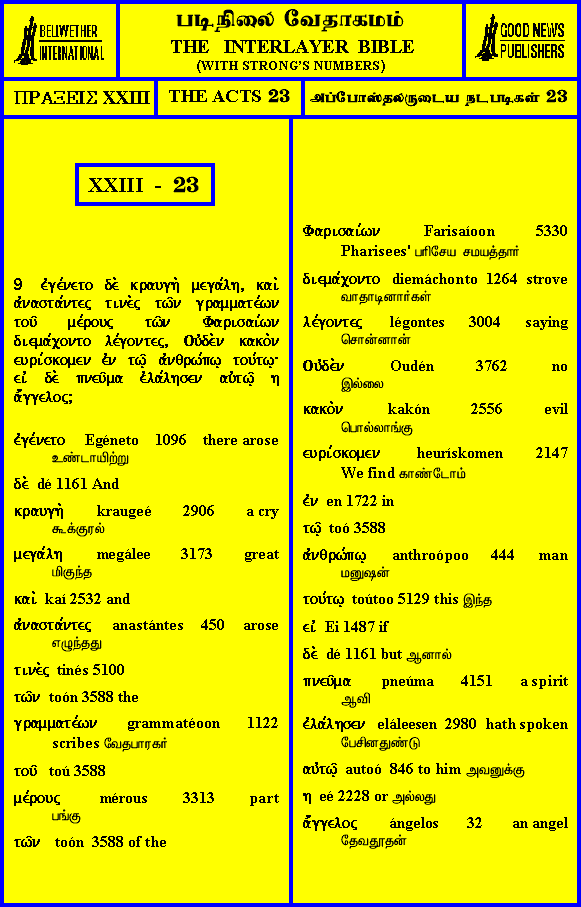 BELIWETHER
INTERNATIONAL
படிநிலை வேதாகமம்
THE INTERLAYER BIBLE
(WITH STRONG'S NUMBERS)
GOOD NEWS
PUBLISHERS
ΠΡΑΞΕΙΣ XXIII
THE ACTS 23
அப்போஸ்தலருடைய நடபடிகள் 23
XXIII - 23
9 ἐγένετο δὲ κραυγὴ μεγάλη, καὶ
ἀναστάντες τινὲς τῶν γραμματέων
τοῦ μέρους τῶν Φαρισαίων
διεμάχοντο λέγοντες, Οὐδὲν κακὸν
ευρίσκομεν ἐν τῷ ἀνθρώπῳ τούτῳ·
εἰ δὲ πνεῦμα ἐλάλησεν αὐτῷ η
ἄγγελος;
ἐγένετο Egéneto 1096 there arose
உண்டாயிற்று
δὲ dé 1161 And
κραυγὴ kraugeé 2906 a cry
கூக்குரல்
μεγάλη megálee 3173 great
மிகுந்த
καὶ kaí 2532 and
ἀναστάντες anastántes 450 arose
எழுந்தது
τινὲς tinés 5100
τῶν toón 3588 the
γραμματέων grammatéoon 1122
scribes வேதபாரகர்
τοῦ toú 3588
μέρους mérous 3313 part
பங்கு
τῶν toón 3588 of the
Φαρισαίων Farisaíoon 5330
Pharisees' பரிசேய சமயத்தார்
διεμάχοντο diemáchonto 1264 strove
வாதாடினார்கள்
λέγοντες légontes 3004 saying
சொன்னான்
Οὐδὲν Oudén 3762 no
இல்லை
κακὸν kakón 2556 evil
பொல்லாங்கு
ευρίσκομεν heurískomen 2147
We find காண்டோம்
ἐν en 1722 in
τῷ toó 3588
ἀνθρώπῳ anthroópoo 444 man
மனுஷன்
τούτῳ toútoo 5129 this இந்த
εἰ Ei 1487 if
δὲ dé 1161 but ஆனால்
πνεῦμα pneúma 4151 a spirit
ஆவி
ἐλάλησεν eláleesen 2980 hath spoken
பேசினதுண்டு
αὐτῷ autoó 846 to him அவனுக்கு
η eé 2228 or அல்லது
ἄγγελος ángelos 32 an angel
தேவதூதன்